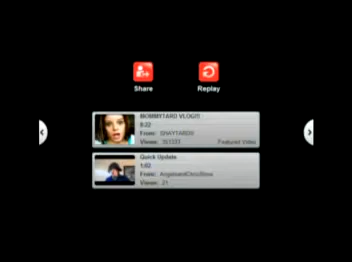 Share
Replay
MOMMYTARD VLOG!!!
8:22
From: SHAYTARDS
Views:
Featured Video
Quick Update
1:02
From:
Views: 21